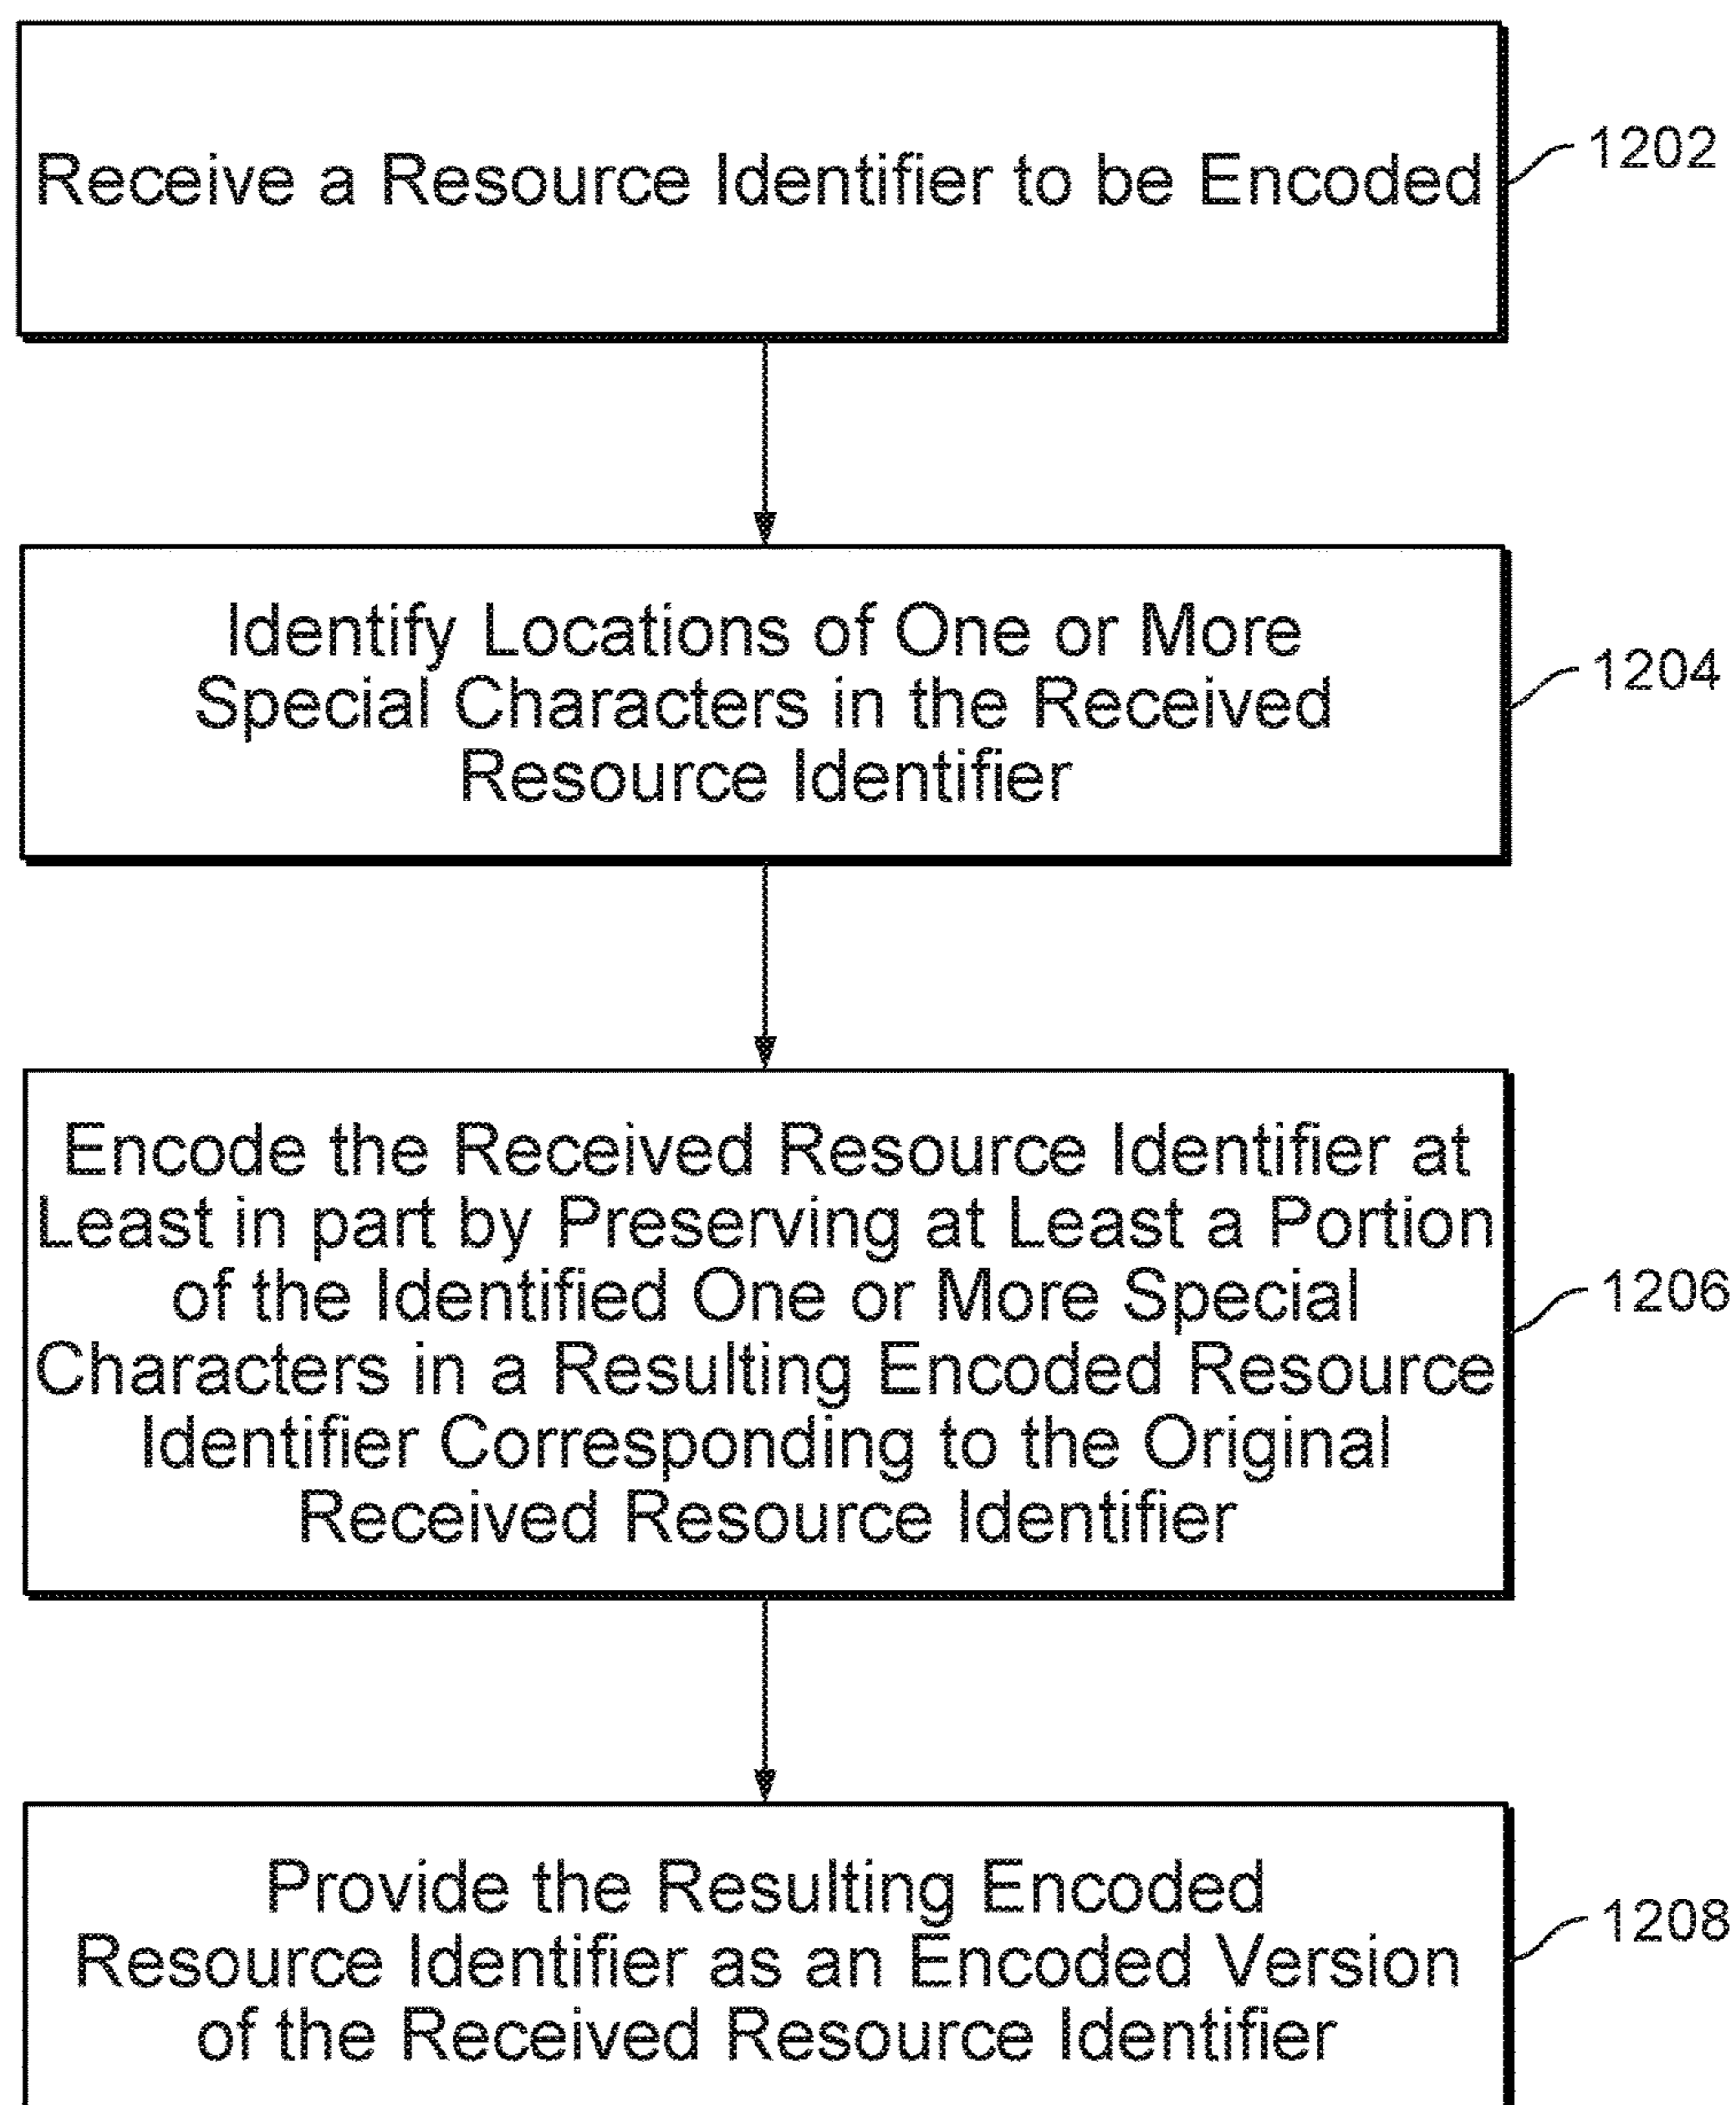 Receive a Resource Identifier to be Encoded
1202
Identify Locations of One or More
Special Characters in the Received
Resource Identifier
1204
Encode the Received Resource Identifier at
Least in part by Preserving at Least a Portion
of the Identified One or More Special
Characters in a Resulting Encoded Resource
Identifier Corresponding to the Original
Received Resource Identifier
1206
Provide the Resulting Encoded
Resource Identifier as an Encoded Version
of the Received Resource Identifier
1208